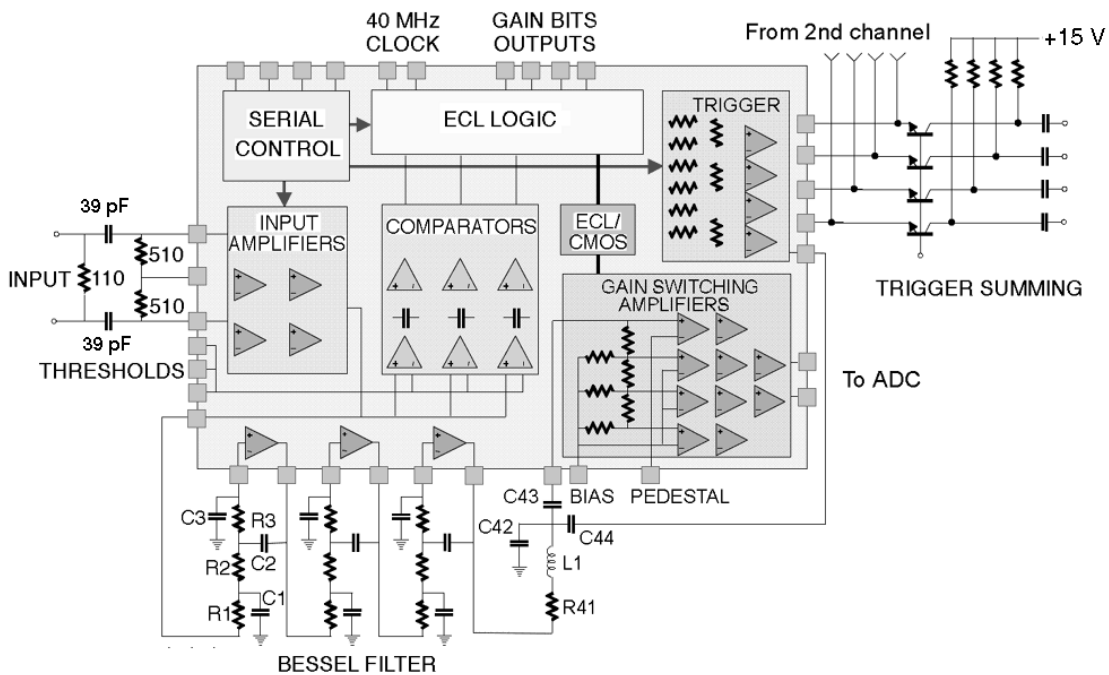 40 MHz
CLOCK
GAIN BITS
OUTPUTS
From 2nd channel
+15 V
SERIAL
CONTROL
ECL LOGIC
TRIGGER
39 pF
INPUT
AMPLIFIERS
COMPARATORS
ECL/
CMOS
510
INPUT
110
510
GAIN SWITCHING
AMPLIFIERS
TRIGGER SUMMING
39 pF
THRESHOLDS
To ADC
C43
BIAS
PEDESTAL
C3
R3
C42
C44
R2
C2
L1
R1
C1
R41
BESSEL FILTER